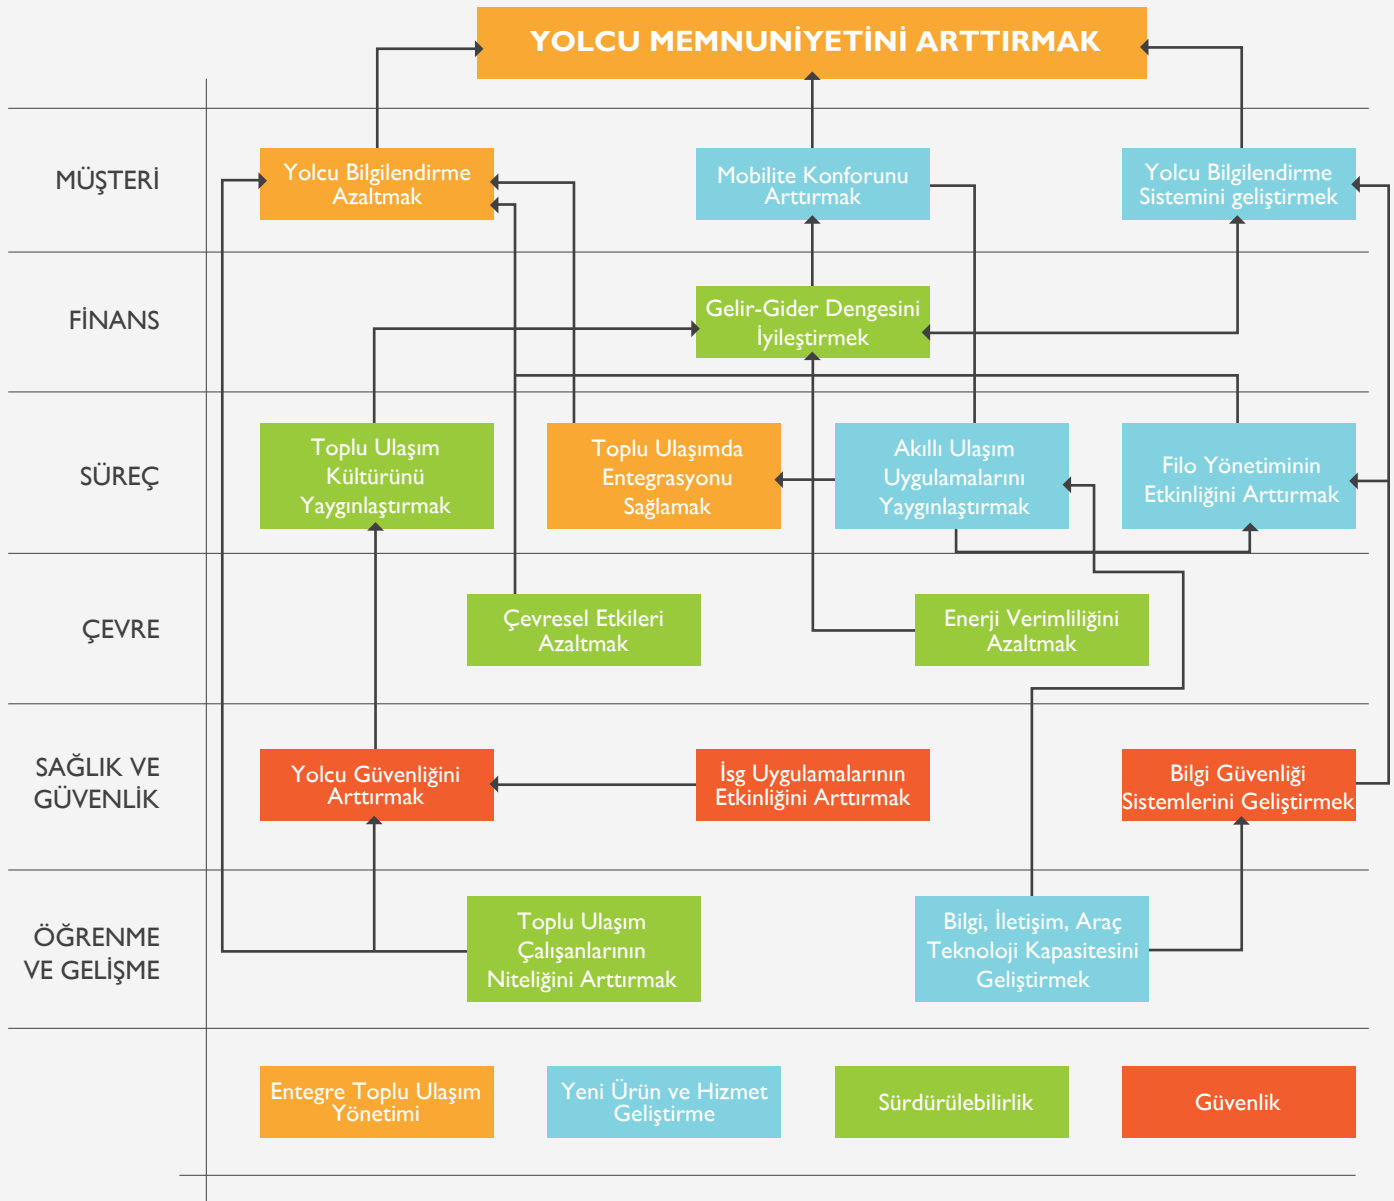 YOLCU MEMNUNİYETİNİ ARTTIRMAK
MÜŞTERİ
Yolcu Bilgilendirme
Azaltmak
Mobilite Konforunu
Arttırmak
Yolcu Bilgilendirme
Sistemini geliştirmek
FİNANS
Gelir-Gider Dengesini
İyileştirmek
SÜREÇ
Toplu Ulaşım
Kültürünü
Yaygınlaştırmak
Toplu Ulaşımda
Entegrasyonu
Sağlamak
Akıllı Ulaşım
Uygulamalarını
Yaygınlaştırmak
Filo Yönetiminin
Etkinliğini Arttırmak
ÇEVRE
Çevresel Etkileri
Azaltmak
Enerji Verimliliğini
Azaltmak
SAĞLIK VE
GÜVENLİK
Yolcu Güvenliğini
Arttırmak
İsg Uygulamalarının
Etkinliğini Arttırmak
Bilgi Güvenliği
Sistemlerini Geliştirmek
ÖĞRENME
VE GELİŞME
Toplu Ulaşım
Çalışanlarının
Niteliğini Arttırmak
Bilgi, İletişim, Araç
Teknoloji Kapasitesini
Geliştirmek
Entegre Toplu Ulaşım
Yönetimi
Yeni Ürün ve Hizmet
Geliştirme
Sürdürülebilirlik
Güvenlik